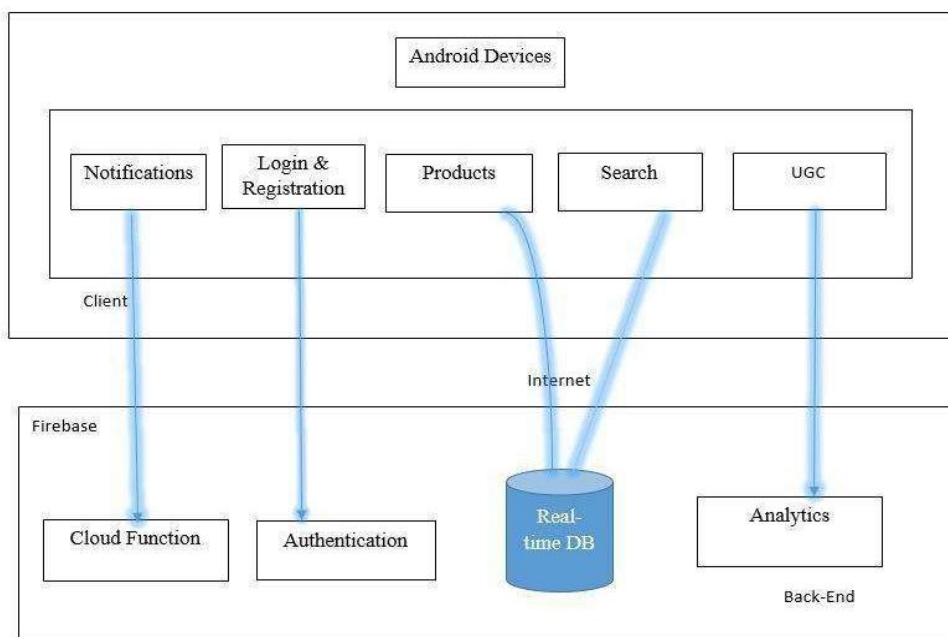 Android Devices
Notifications
Login &
Registration
Products
Search
UGC
Client
Internet
Firebase
Cloud Function
Authentication
Real-
time DB
Analytics
Back-End